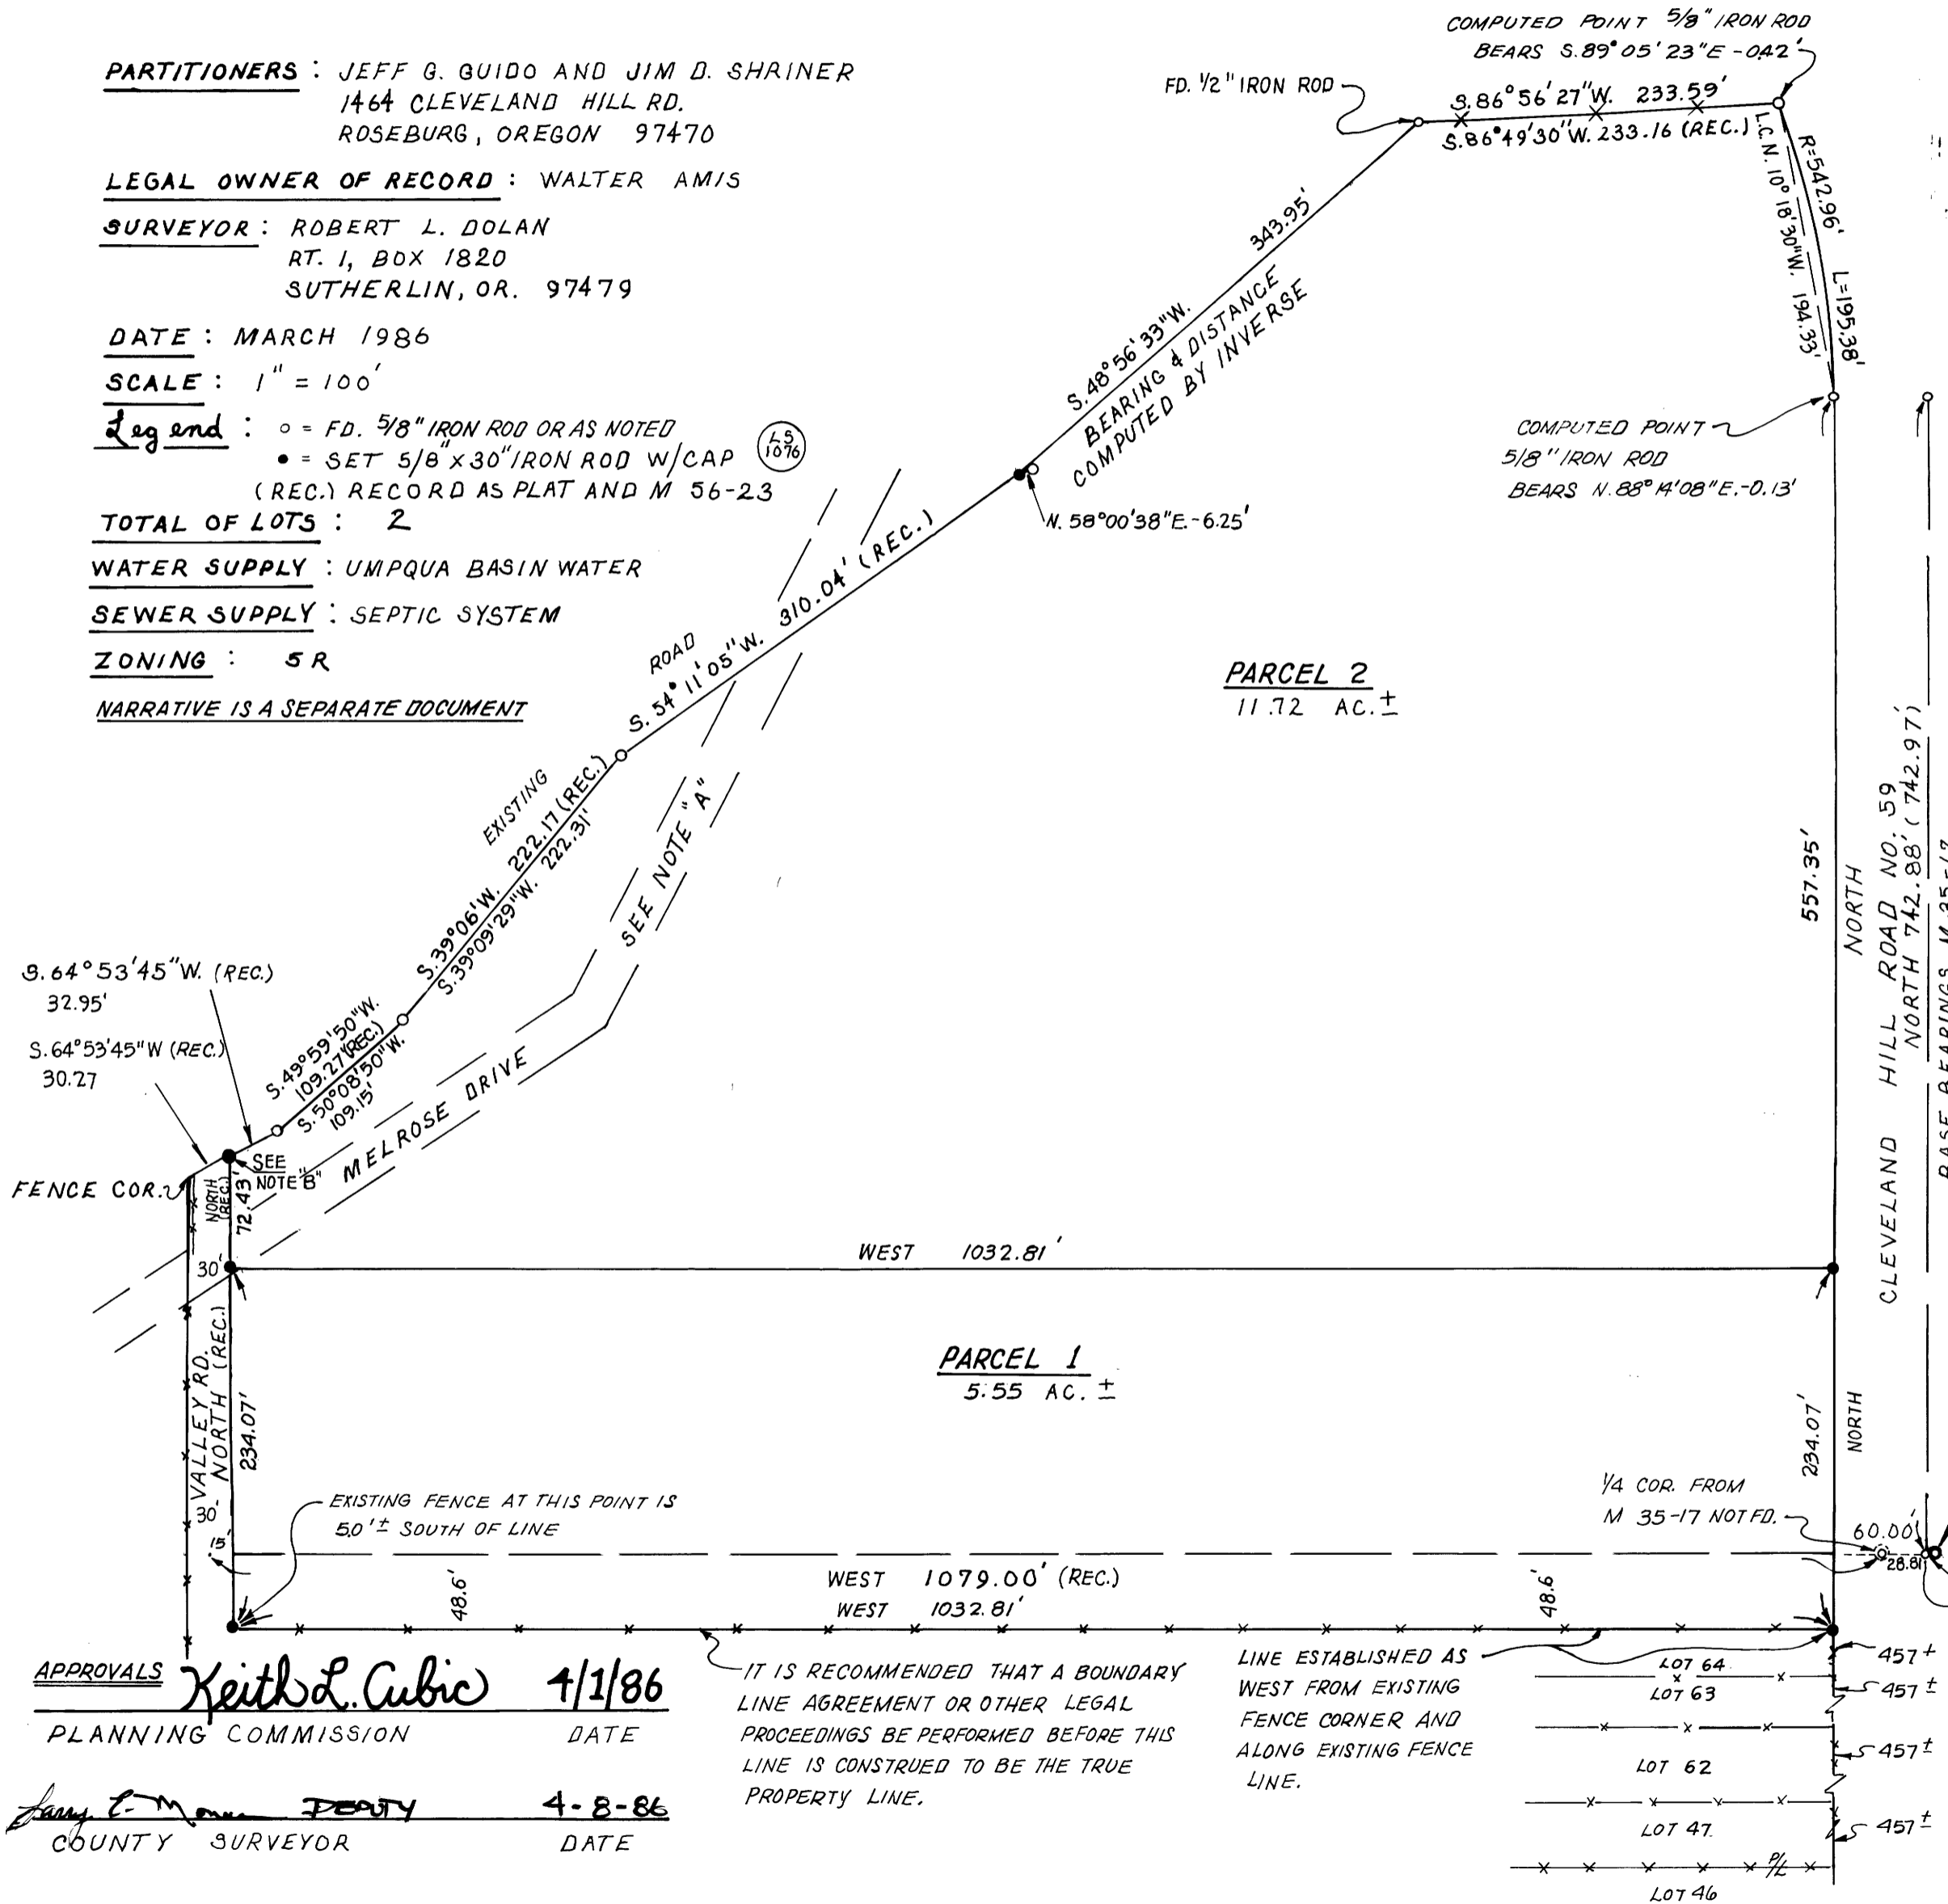 PARTITIONERS : JEFF G. GUIDO AND JIM D. SHRINER
1464 CLEVELAND HILL RD.
ROSEBURG, OREGON 97470
LEGAL OWNER OF RECORD : WALTER AMIS
SURVEYOR : ROBERT L. DOLAN
RT. 1, BOX 1820
SUTHERLIN, OR. 97479
DATE : MARCH 1986
SCALE : 1" = 100'
Legend : ○ = FD. 5/8" IRON ROD OR AS NOTED
● = SET 5/8" X 30" IRON ROD W/CAP
LS
1076
(REC.) RECORD AS PLAT AND M 56-23
TOTAL OF LOTS : 2
WATER SUPPLY : UMPQUA BASIN WATER
SEWER SUPPLY : SEPTIC SYSTEM
ZONING : 5R
NARRATIVE IS A SEPARATE DOCUMENT
COMPUTED POINT 5/8" IRON ROD
BEARS S.89°05'23"E -0.42'
FD. 1/2" IRON ROD
S.86°56'27"W. 233.59'
S.86°49'30"W. 233.16 (REC.)
L.C. N.10°18'30"W. 194.33'
R=542.96' L=195.38'
343.95'
S.48°56'33"W.
BEARING & DISTANCE
COMPUTED BY INVERSE
COMPUTED POINT
5/8" IRON ROD
BEARS N.88°14'08"E.-0.13'
N.58°00'38"E.-6.25'
S.54°11'05"W. 310.04' (REC.)
EXISTING ROAD
PARCEL 2
11.72 AC.±
S.39°06'W. 222.17 (REC.)
S.39°09'29"W. 222.31'
SEE NOTE "A"
557.35'
NORTH
CLEVELAND HILL ROAD NO. 59
NORTH 742.88' (742.97')
BASE BEARINGS M 35-17
S.64°53'45"W. (REC.)
32.95'
S.64°53'45"W (REC.)
30.27
S.49°59'50"W.
109.27 (REC.)
S.50°08'50"W.
109.15'
MELROSE DRIVE
SEE
NOTE "B"
FENCE COR.
NORTH
(REC.)
72.43'
30'
WEST 1032.81'
PARCEL 1
5.55 AC. ±
VALLEY RD.
NORTH (REC.)
234.07'
234.07'
NORTH
30
15'
EXISTING FENCE AT THIS POINT IS
5.0'± SOUTH OF LINE
1/4 COR. FROM
M 35-17 NOT FD.
60.00'
28.81
WEST 1079.00' (REC.)
WEST 1032.81'
48.6'
48.6'
IT IS RECOMMENDED THAT A BOUNDARY
LINE AGREEMENT OR OTHER LEGAL
PROCEEDINGS BE PERFORMED BEFORE THIS
LINE IS CONSTRUED TO BE THE TRUE
PROPERTY LINE.
LINE ESTABLISHED AS
WEST FROM EXISTING
FENCE CORNER AND
ALONG EXISTING FENCE
LINE.
LOT 64
LOT 63
LOT 62
LOT 47
P/L
LOT 46
457±
457±
457±
457±
APPROVALS Keith L. Cubic 4/1/86
PLANNING COMMISSION DATE
DEPUTY 4-8-86
COUNTY SURVEYOR DATE